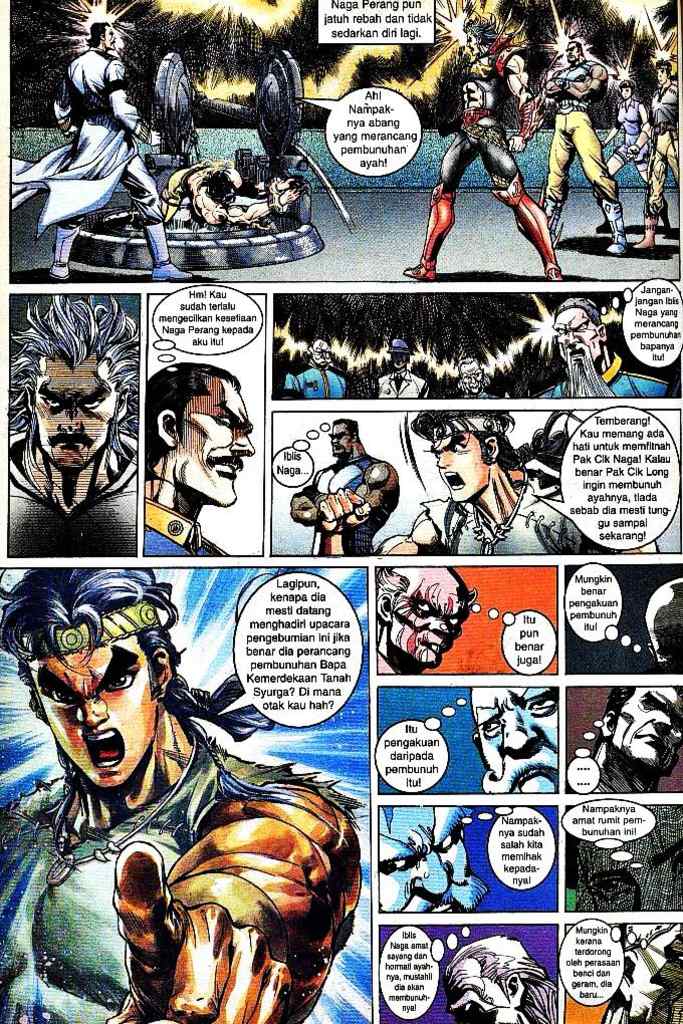 Naga Perang pun
jatuh rebah dan tidak
sedarkan diri lagi.
Ah!
Nampak-
nya abang
yang merancang
pembunuhan
ayah!
Hm! Kau
sudah terlalu
mengecilkan kesetiaan
Naga Perang kepada
aku itu!
Jangan-
jangan Iblis
Naga yang
merancang
pembunuhan
bapanya
itu!
Iblis
Naga...
Temberang!
Kau memang ada
hati untuk memfitnah
Pak Cik Naga! Kalau
benar Pak Cik Long
ingin membunuh
ayahnya, tiada
sebab dia mesti tung-
gu sampai
sekarang!
Lagipun,
kenapa dia
mesti datang
menghadiri upacara
pengebumian ini jika
benar dia perancang
pembunuhan Bapa
Kemerdekaan Tanah
Syurga? Di mana
otak kau hah?
Itu
pun
benar
juga!
Mungkin
benar
pengakuan
pembunuh
itu!
Itu
pengakuan
daripada
pembunuh
itu!
....
....
Nampak-
nya sudah
salah kita
memihak
kepada-
nya!
Nampaknya
amat rumit pem-
bunuhan ini!
Iblis
Naga amat
sayang dan
hormati ayah-
nya, mustahil
dia akan
membunuh-
nya!
Mungkin
kerana
terdorong
oleh perasaan
benci dan
geram, dia
baru...